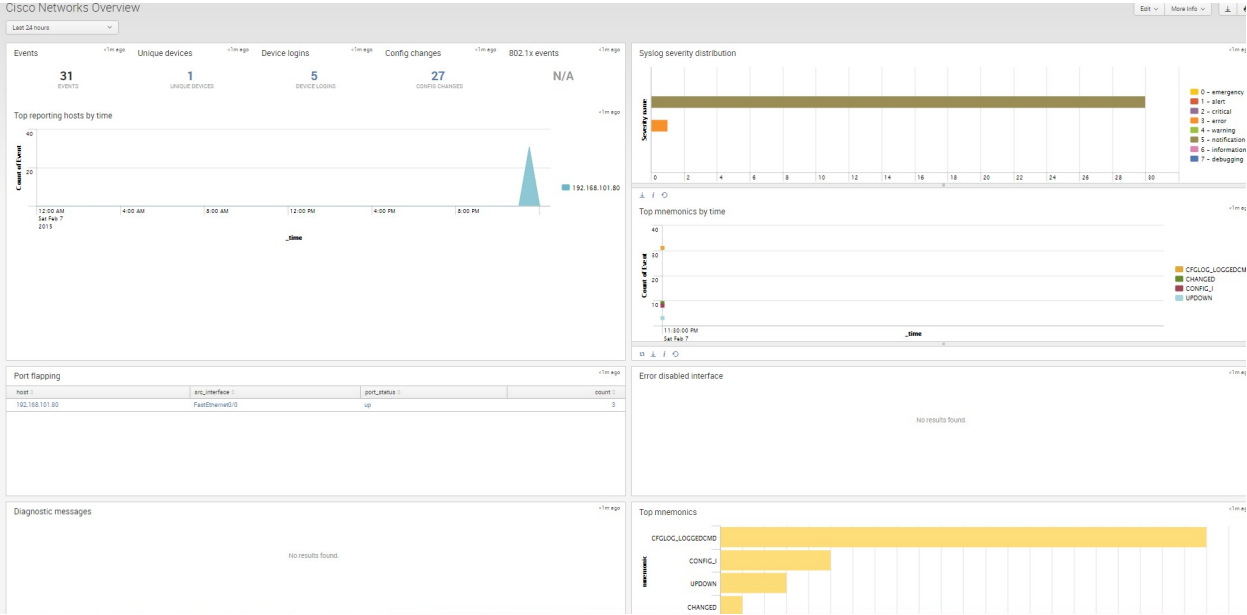 Cisco Networks Overview
Edit More Info
Last 24 hours
Events <1m ago Unique devices <1m ago Device logins <1m ago Config changes <1m ago 802.1x events <1m ago
31 1 5 27 N/A
EVENTS UNIQUE DEVICES DEVICE LOGINS CONFIG CHANGES
Top reporting hosts by time <1m ago
Count of Event
40
20
192.168.101.80
12:00 AM 4:00 AM 8:00 AM 12:00 PM 4:00 PM 8:00 PM
Sat Feb 7
2015
_time
Syslog severity distribution <1m ag
Severity name
0 - emergency
1 - alert
2 - critical
3 - error
4 - warning
5 - notification
6 - information
7 - debugging
0 2 4 6 8 10 12 14 16 18 20 22 24 26 28 30
Top mnemonics by time <1m ag
Count of Event
40
30
20
10
CFGLOG_LOGGEDCM
CHANGED
CONFIG_I
UPDOWN
11:30:00 PM
Sat Feb 7
_time
Port flapping <1m ago
host src_interface port_status count
192.168.101.80 FastEthernet0/0 up 3
Error disabled interface <1m ag
No results found.
Diagnostic messages <1m ago
No results found.
Top mnemonics <1m ag
mnemonic
CFGLOG_LOGGEDCMD
CONFIG_I
UPDOWN
CHANGED